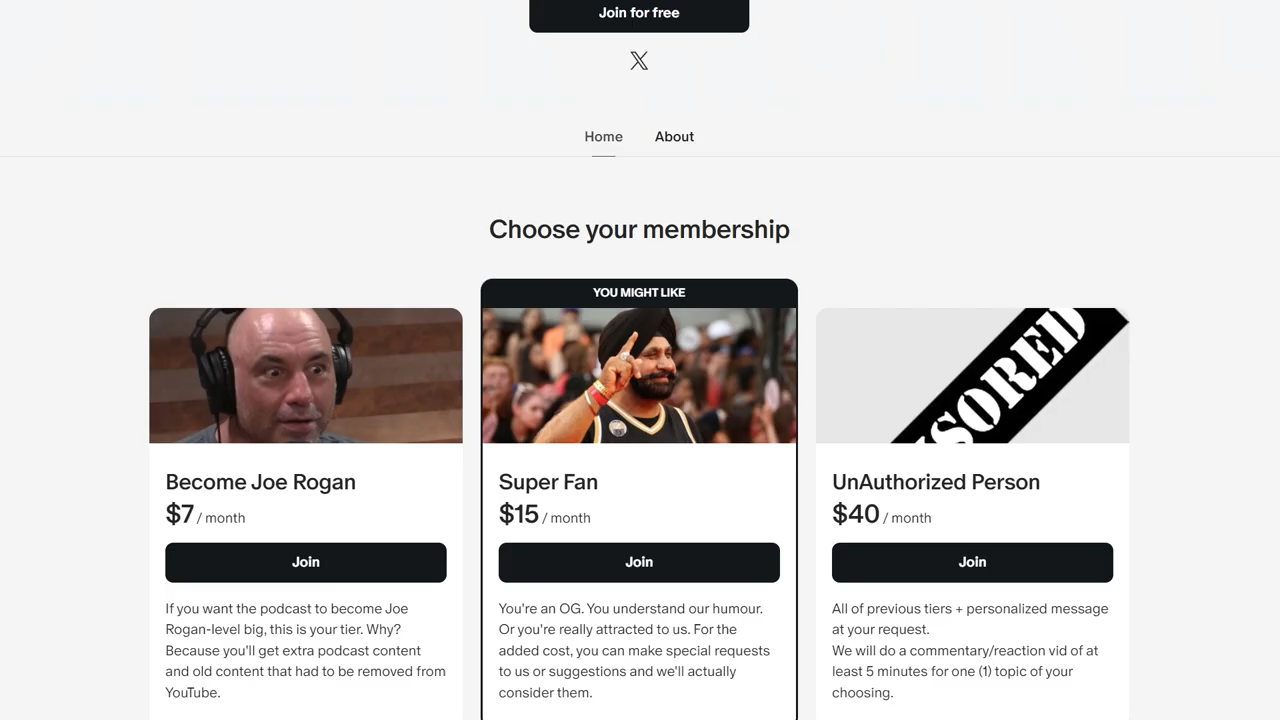 Join for free
Home
About
Choose your membership
YOU MIGHT LIKE
SORED
Become Joe Rogan
$7 / month
Join
If you want the podcast to become Joe
Rogan-level big, this is your tier. Why?
Because you'll get extra podcast content
and old content that had to be removed from
YouTube.
Super Fan
$15 / month
Join
You're an OG. You understand our humour.
Or you're really attracted to us. For the
added cost, you can make special requests
to us or suggestions and we'll actually
consider them.
UnAuthorized Person
$40 / month
Join
All of previous tiers + personalized message
at your request.
We will do a commentary/reaction vid of at
least 5 minutes for one (1) topic of your
choosing.